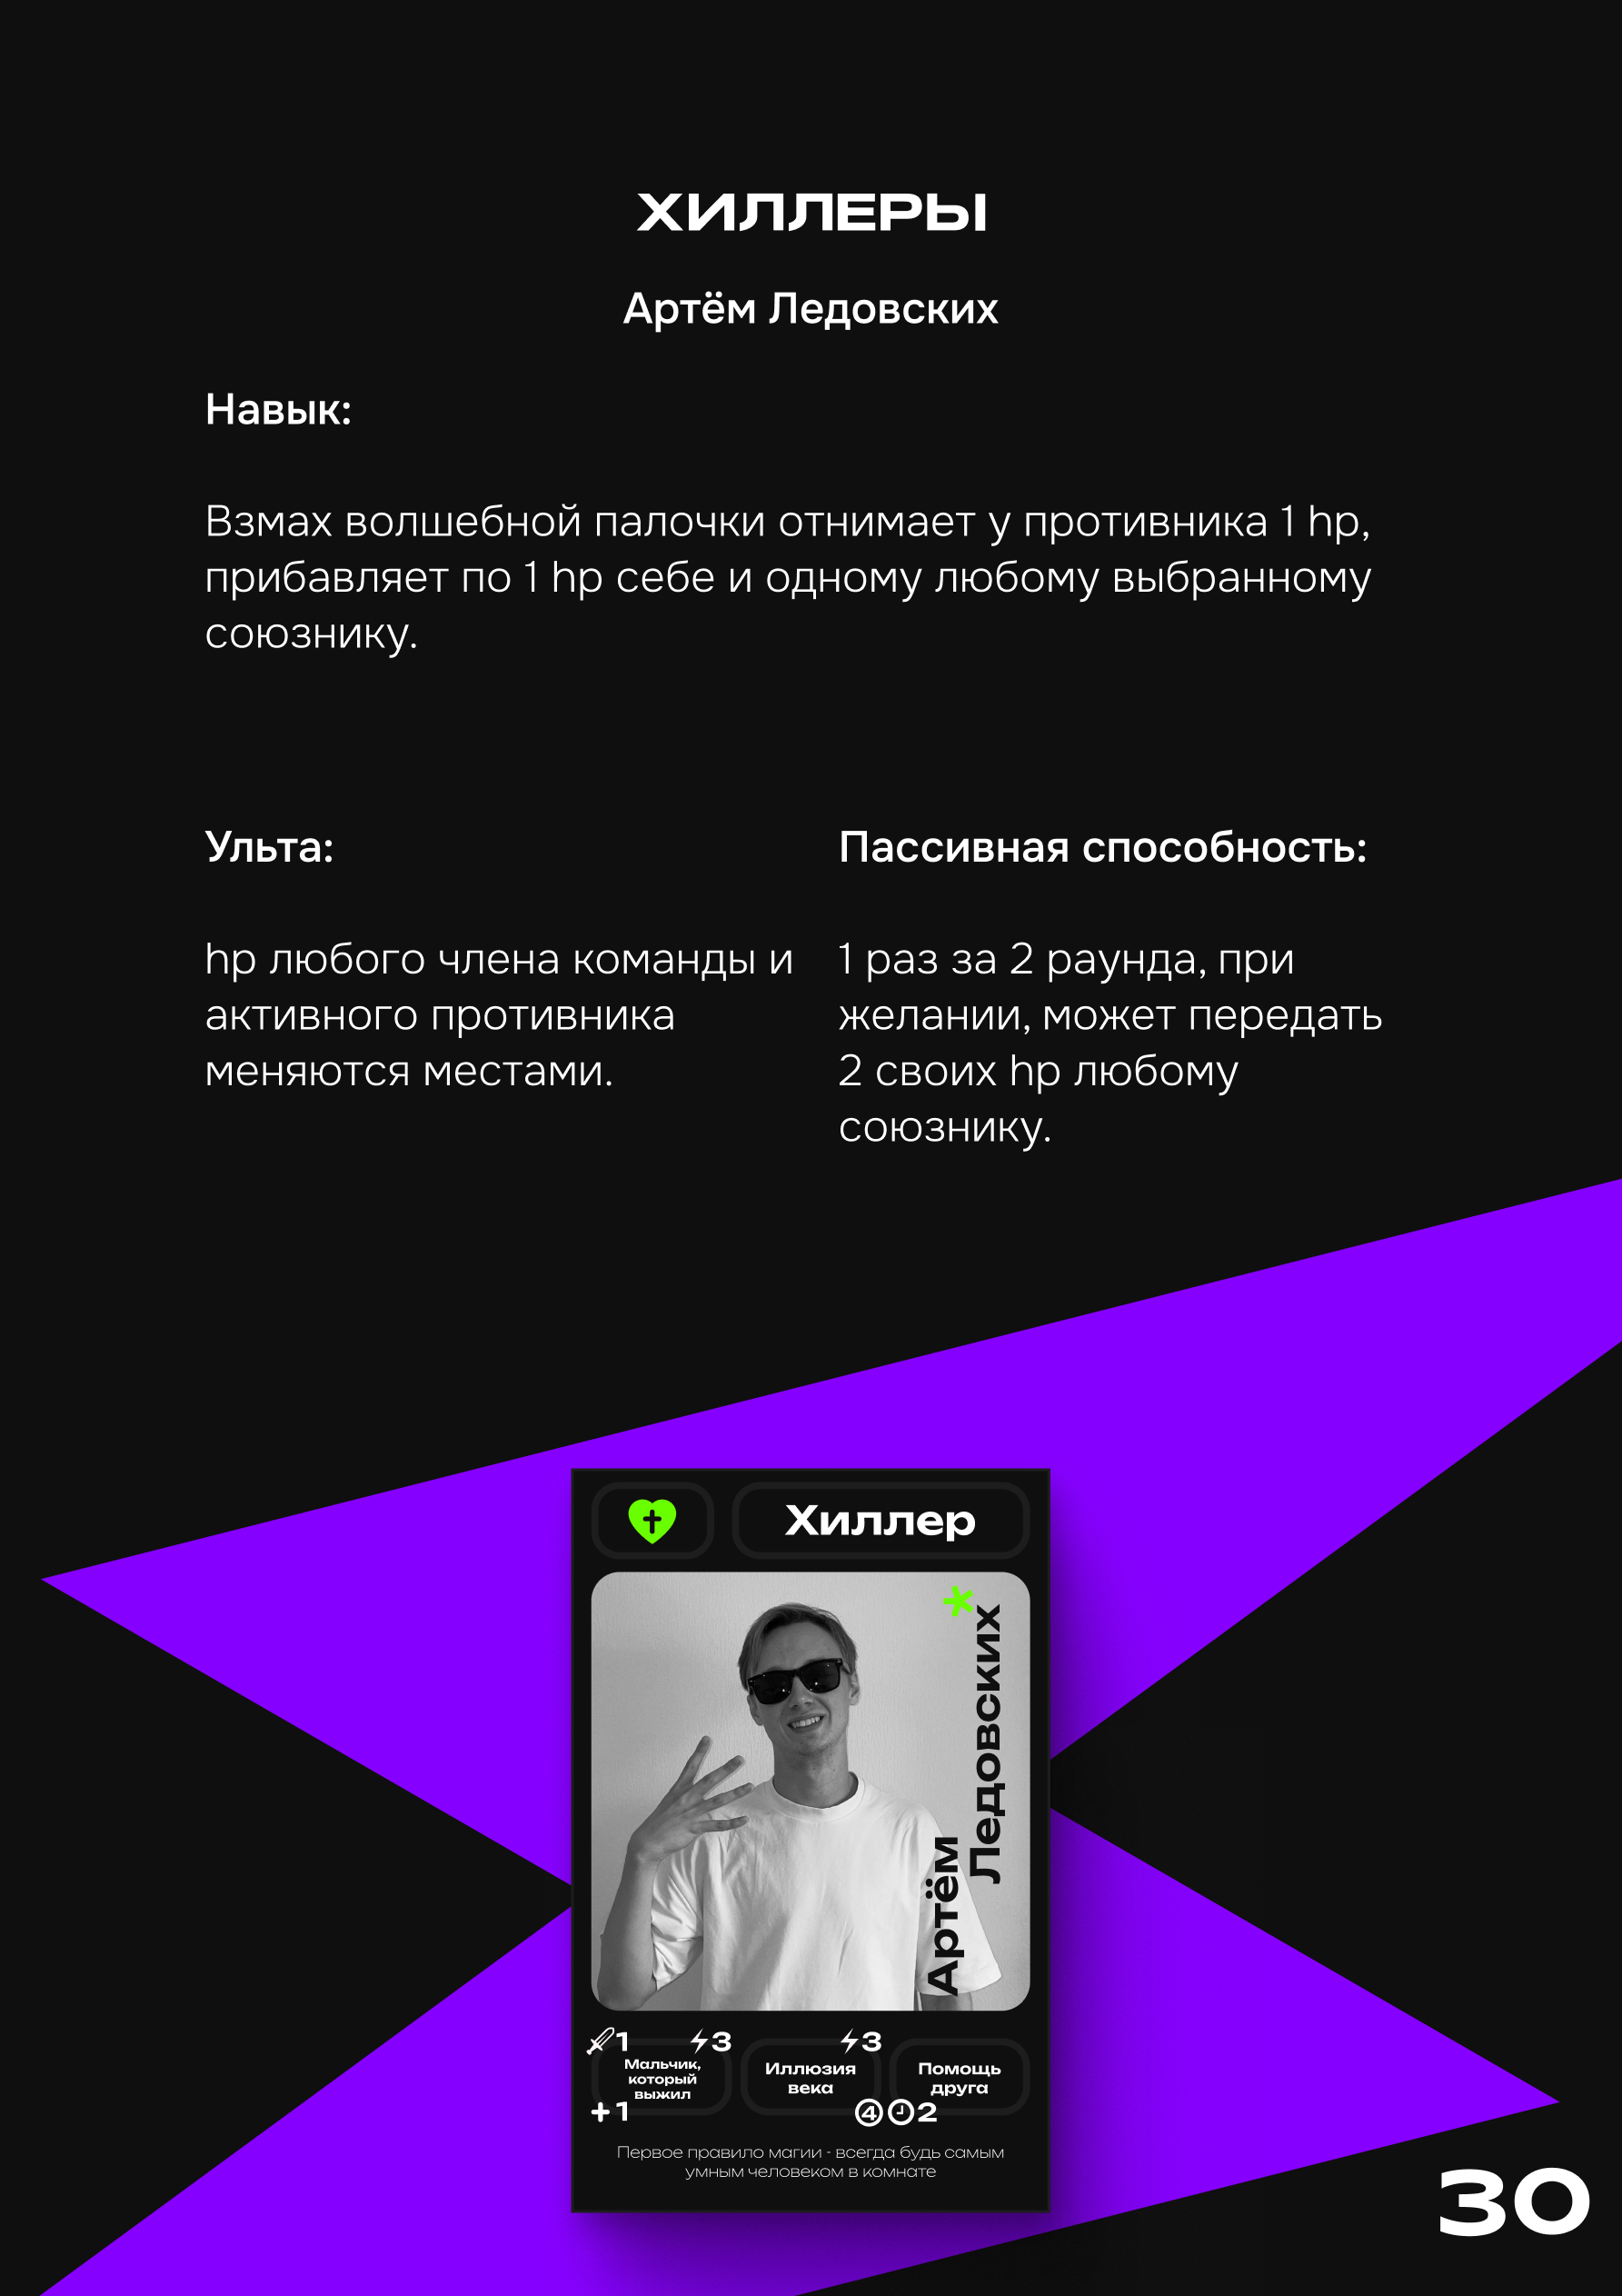 ХИЛЛЕРЫ
Артём Ледовских
Навык:
Взмах волшебной палочки отнимает у противника 1 hp,
прибавляет по 1 hp себе и одному любому выбранному
союзнику.
Ульта:
hp любого члена команды и
активного противника
меняются местами.
Пассивная способность:
1 раз за 2 раунда, при
желании, может передать
2 своих hp любому
союзнику.
Хиллер
Артём
Ледовских
1
3
Мальчик,
который
выжил
+1
3
Иллюзия
века
4
Помощь
друга
2
Первое правило магии - всегда будь самым
умным человеком в комнате
30